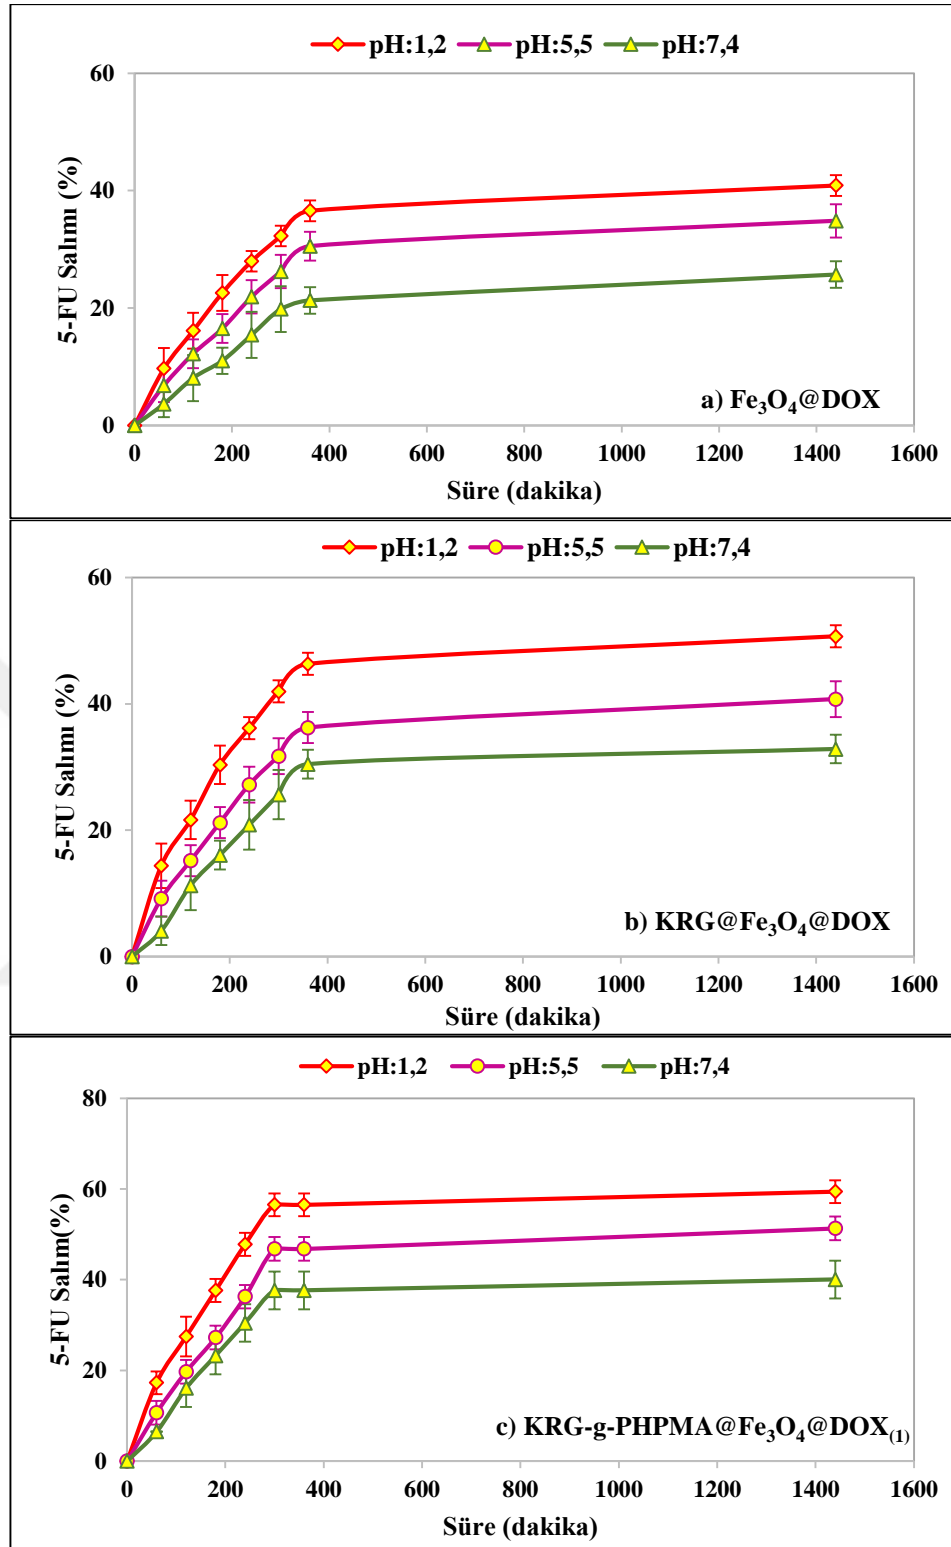 pH:1,2 pH:5,5 pH:7,4
60
40
20
0
5-FU Salımı (%)
a) Fe₃O₄@DOX
0 200 400 600 800 1000 1200 1400 1600
Süre (dakika)
pH:1,2 pH:5,5 pH:7,4
60
40
20
0
5-FU Salımı (%)
b) KRG@Fe₃O₄@DOX
0 200 400 600 800 1000 1200 1400 1600
Süre (dakika)
pH:1,2 pH:5,5 pH:7,4
80
60
40
20
0
5-FU Salım(%)
c) KRG-g-PHPMA@Fe₃O₄@DOX₍₁₎
0 200 400 600 800 1000 1200 1400 1600
Süre (dakika)